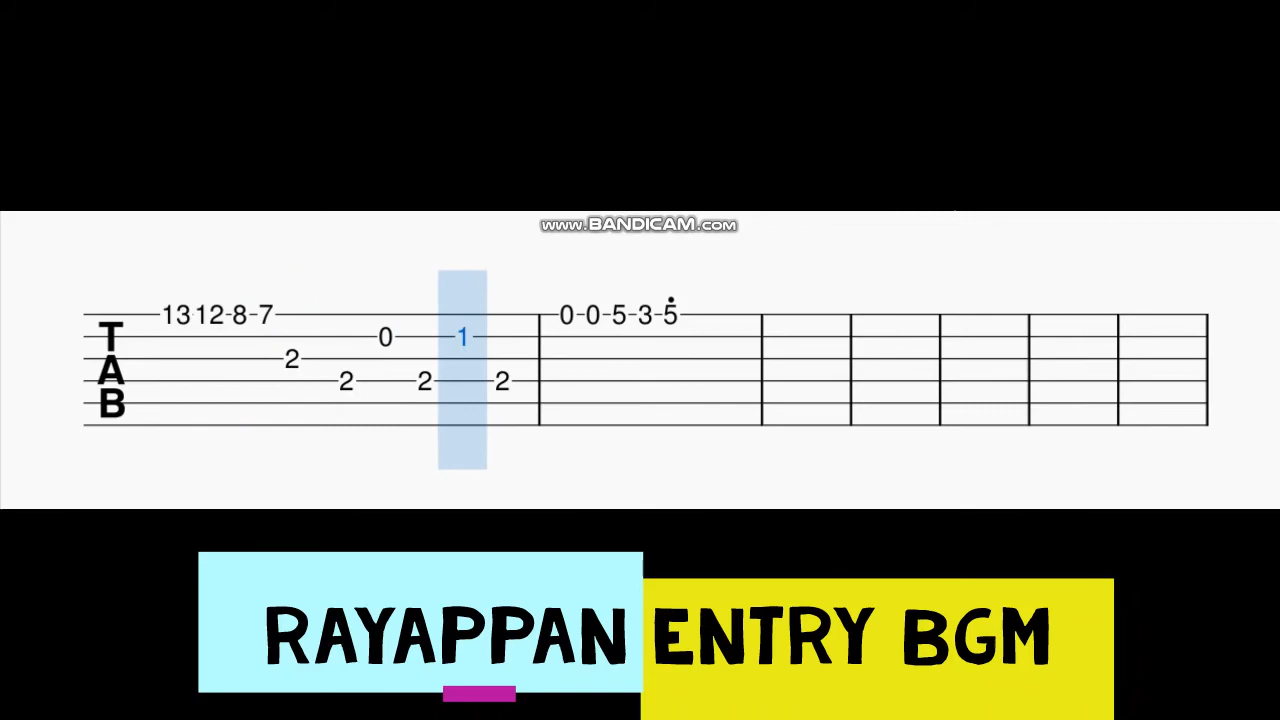 www.BANDICAM.com
13 12-8-7 0-0-5-3-5
T 0 1
A 2
2 2 2
B
RAYAPPAN ENTRY BGM